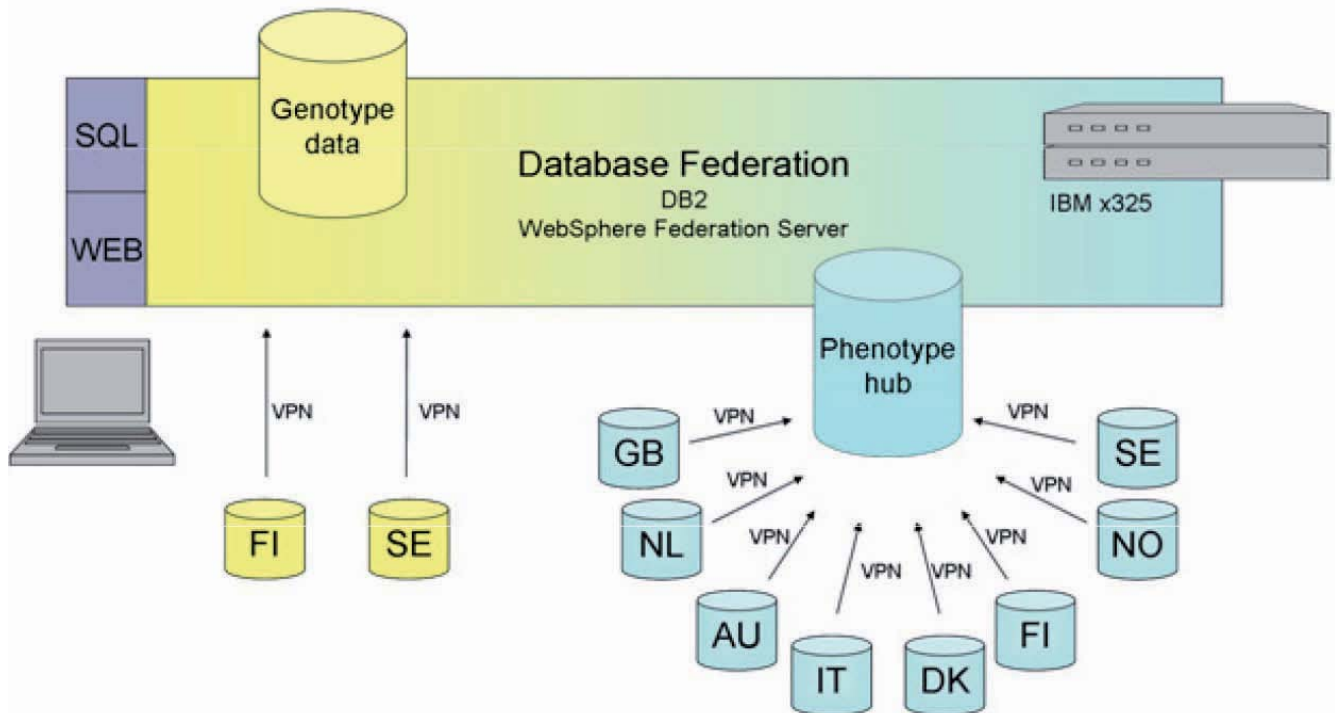 SQL
WEB
Genotype
data
Database Federation
DB2
WebSphere Federation Server
IBM x325
Phenotype
hub
VPN
VPN
FI
SE
VPN
GB
VPN
NL
VPN
AU
VPN
IT
VPN
DK
VPN
FI
VPN
NO
VPN
SE